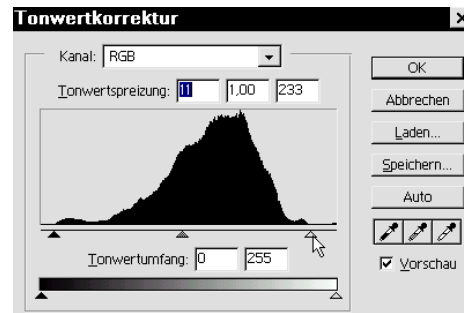 Tonwertkorrektur
Kanal: RGB
Tonwertspreizung: 11 1,00 233
Tonwertumfang: 0 255
OK
Abbrechen
Laden...
Speichern...
Auto
Vorschau